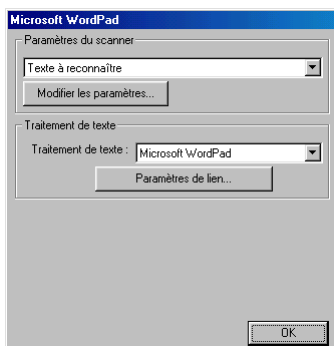 Microsoft WordPad
Paramètres du scanner
Texte à reconnaître
Modifier les paramètres...
Traitement de texte
Traitement de texte : Microsoft WordPad
Paramètres de lien...
OK